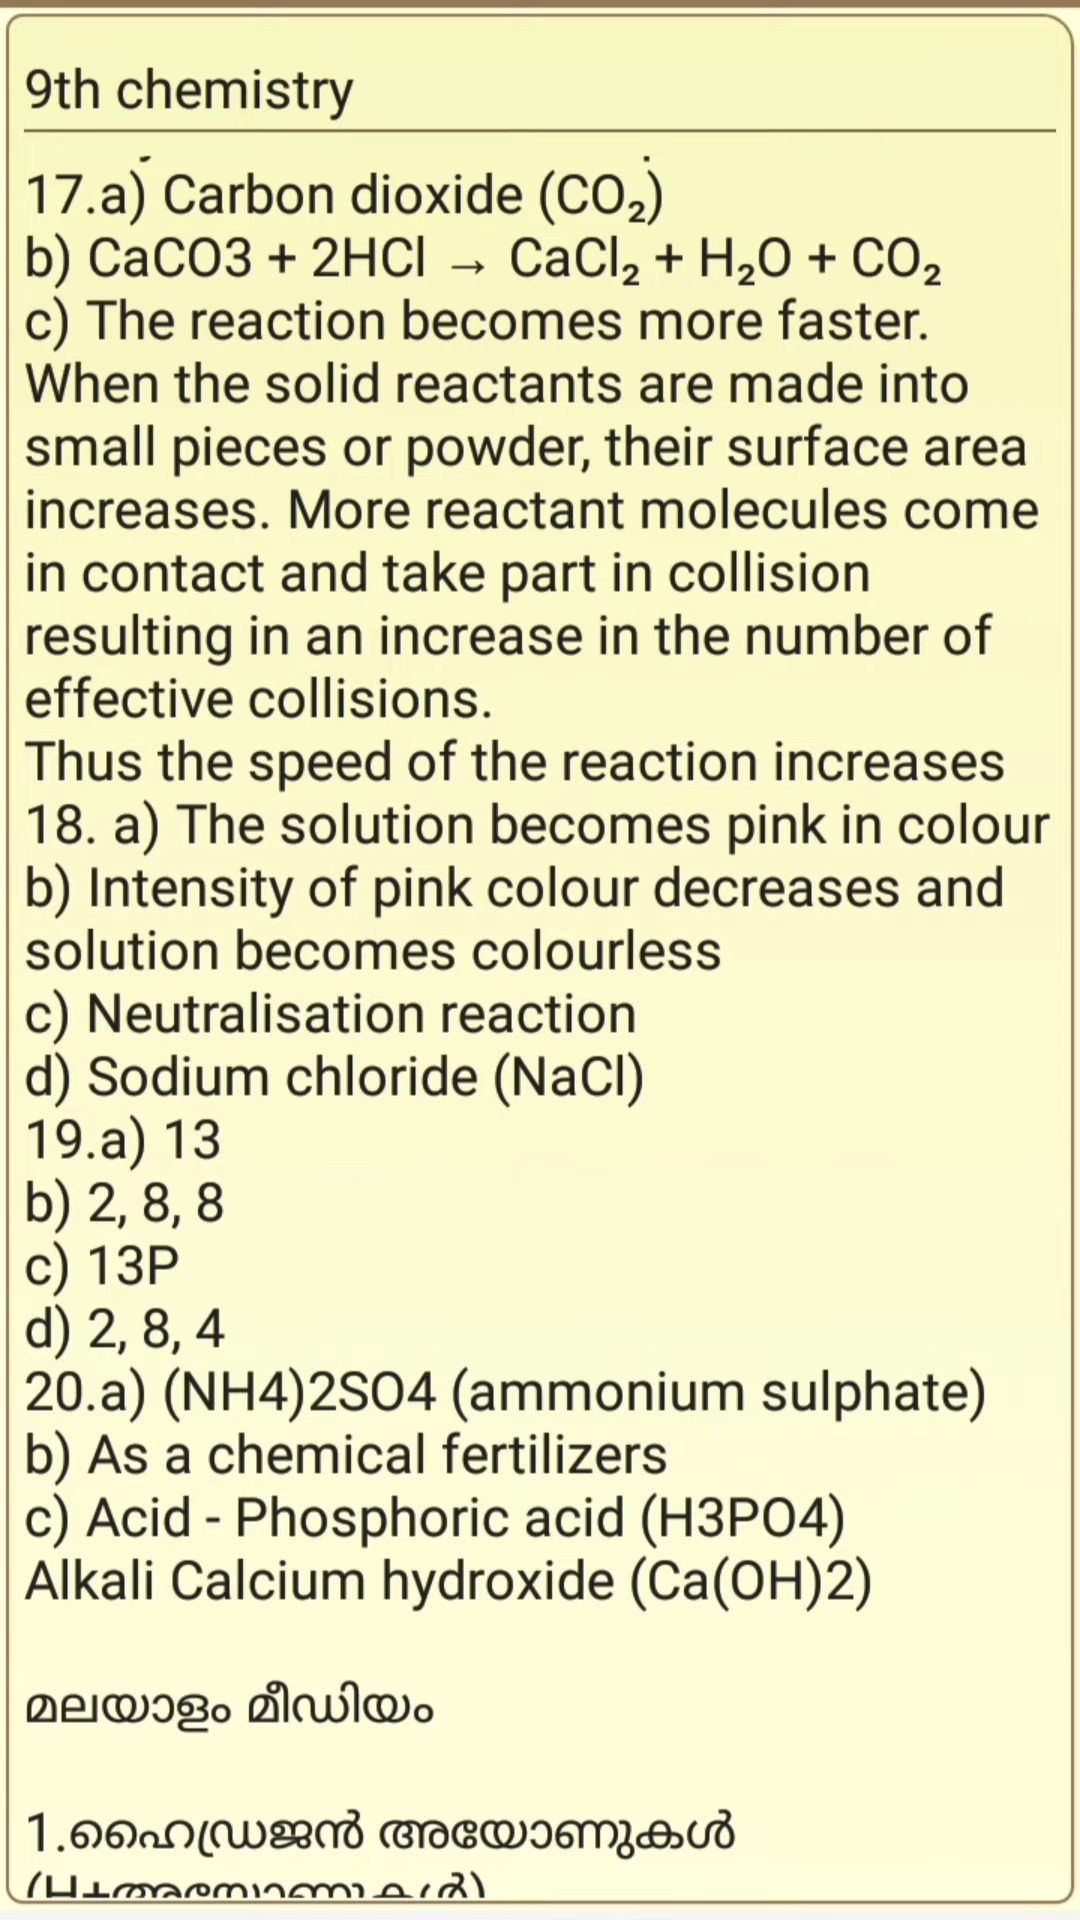 9th chemistry
17.a) Carbon dioxide (CO₂)
b) CaCO3 + 2HCl → CaCl₂ + H₂O + CO₂
c) The reaction becomes more faster.
When the solid reactants are made into
small pieces or powder, their surface area
increases. More reactant molecules come
in contact and take part in collision
resulting in an increase in the number of
effective collisions.
Thus the speed of the reaction increases
18. a) The solution becomes pink in colour
b) Intensity of pink colour decreases and
solution becomes colourless
c) Neutralisation reaction
d) Sodium chloride (NaCl)
19.a) 13
b) 2, 8, 8
c) 13P
d) 2, 8, 4
20.a) (NH4)2SO4 (ammonium sulphate)
b) As a chemical fertilizers
c) Acid - Phosphoric acid (H3PO4)
Alkali Calcium hydroxide (Ca(OH)2)
മലയാളം മീഡിയം
1.ഹൈഡ്രജൻ അയോണുകൾ
(H+അയോണുകൾ)